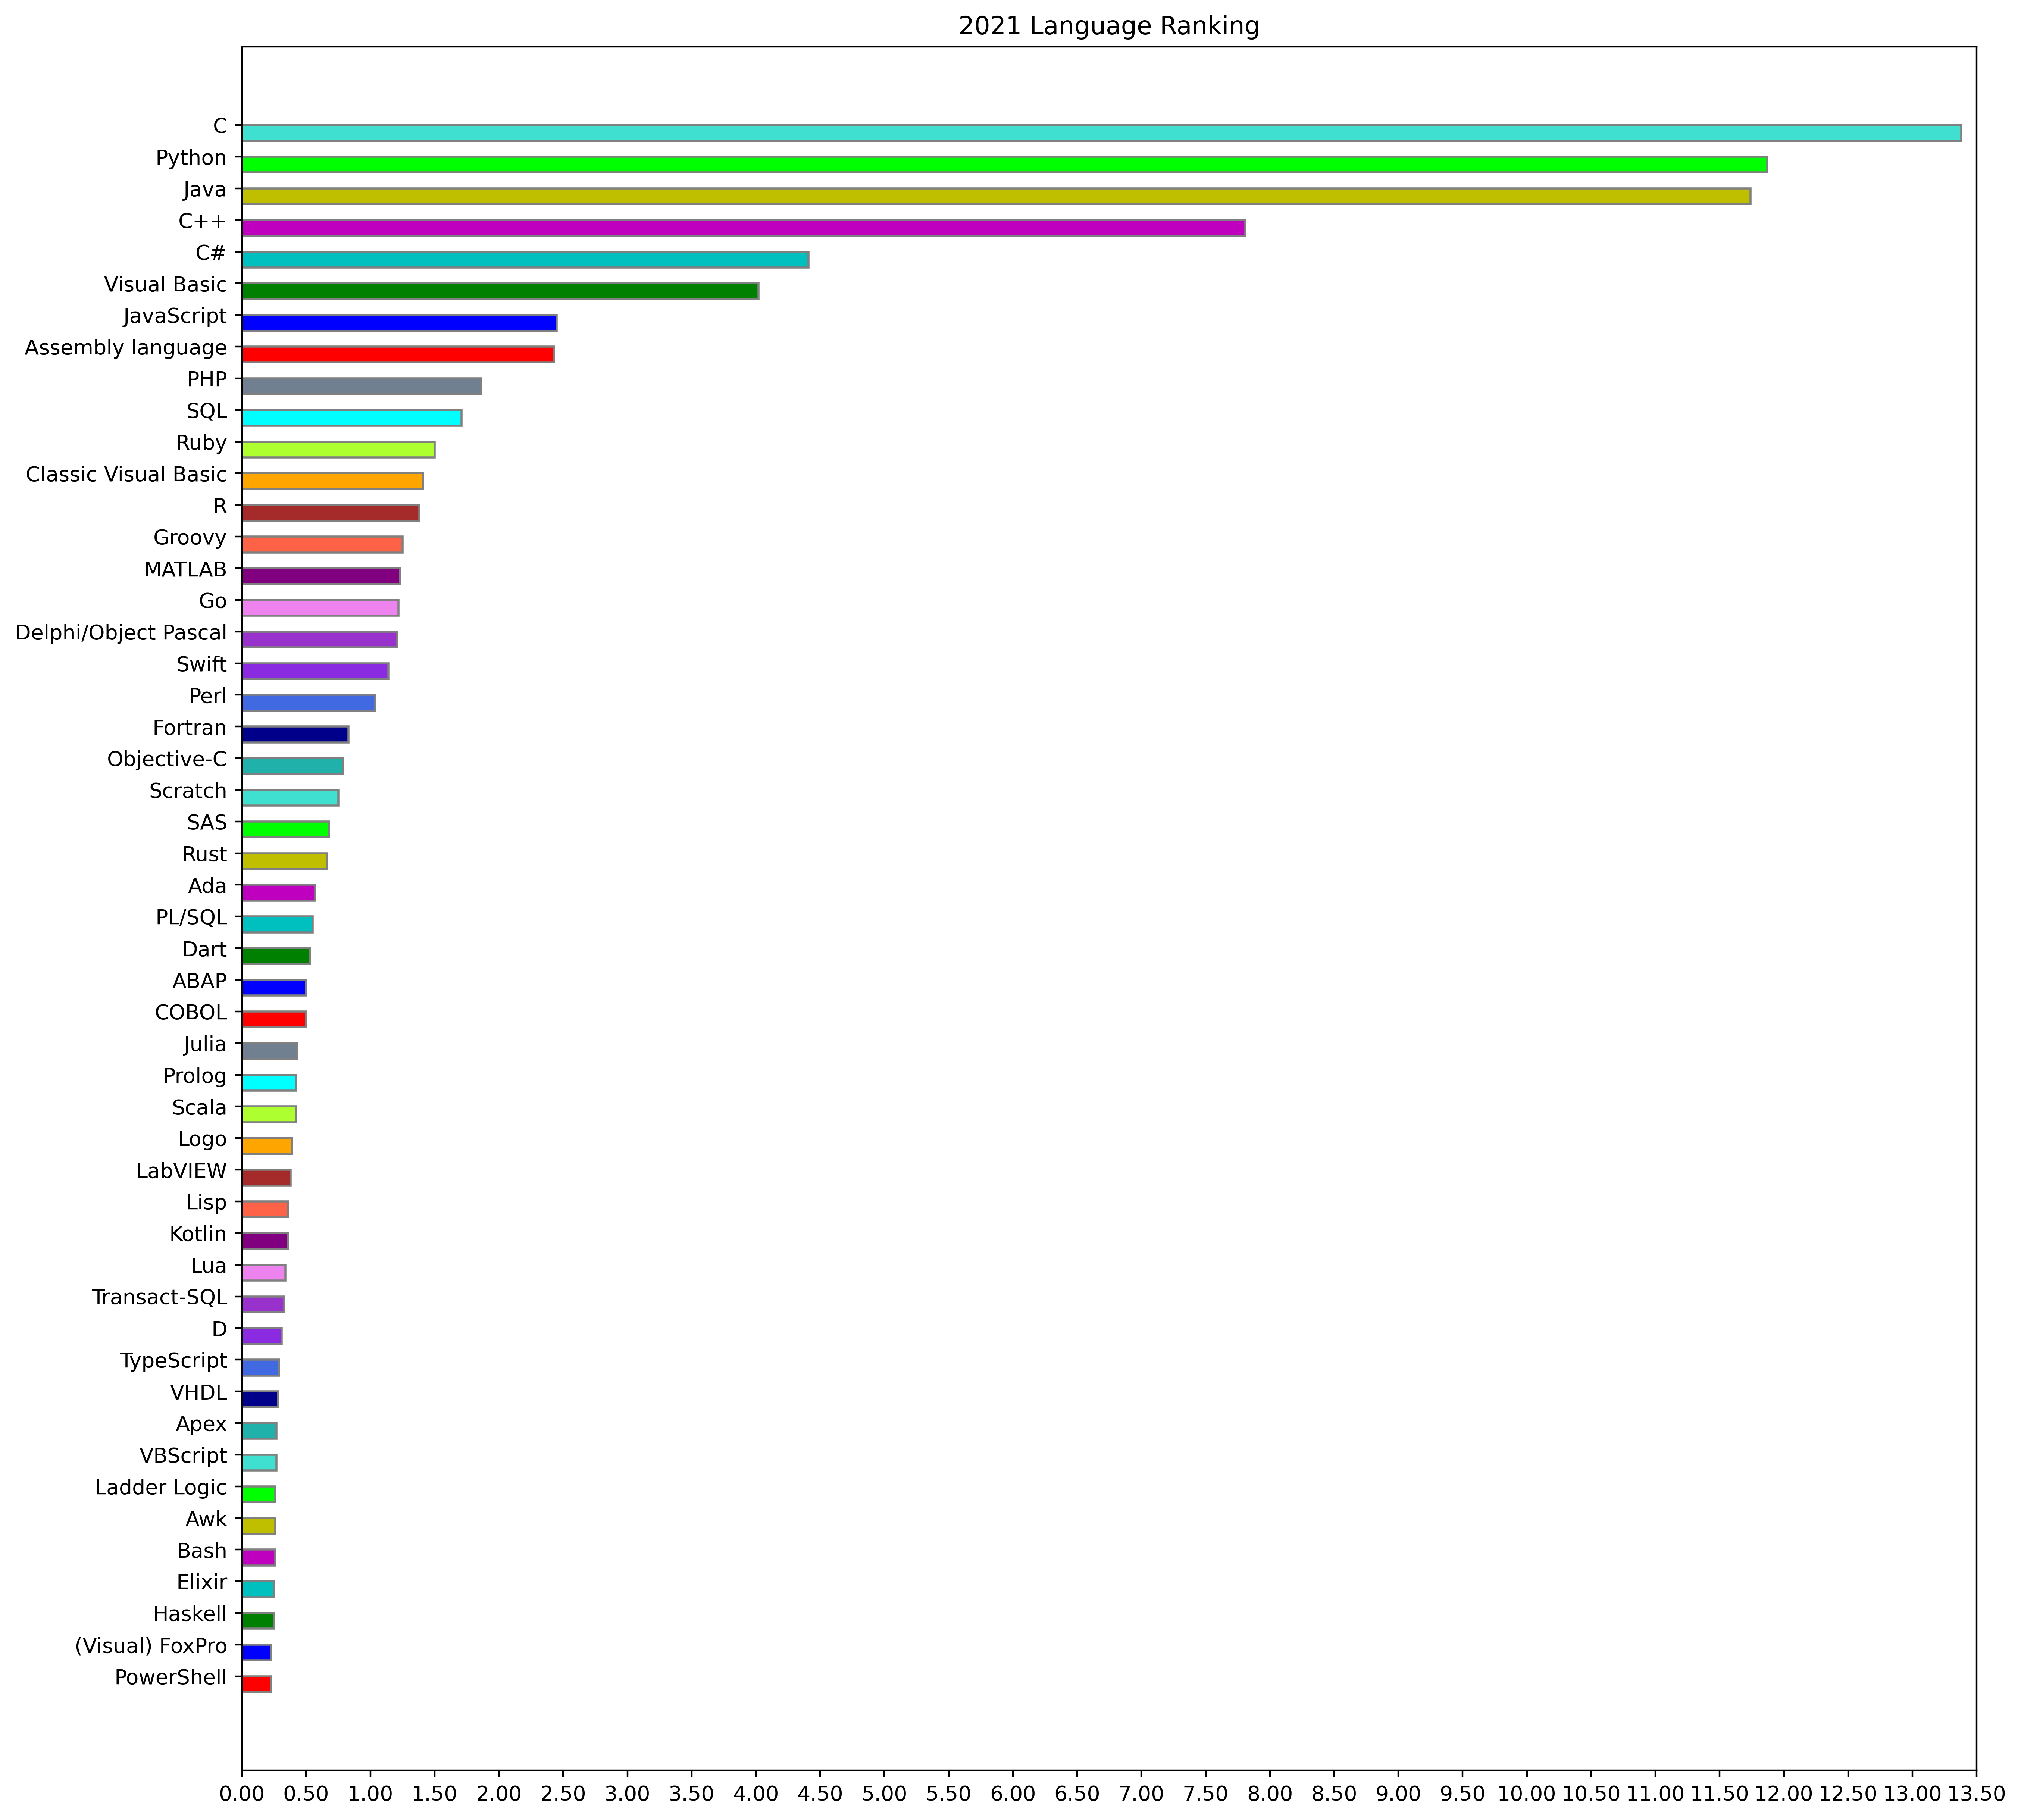 2021 Language Ranking
C
Python
Java
C++
C#
Visual Basic
JavaScript
Assembly language
PHP
SQL
Ruby
Classic Visual Basic
R
Groovy
MATLAB
Go
Delphi/Object Pascal
Swift
Perl
Fortran
Objective-C
Scratch
SAS
Rust
Ada
PL/SQL
Dart
ABAP
COBOL
Julia
Prolog
Scala
Logo
LabVIEW
Lisp
Kotlin
Lua
Transact-SQL
D
TypeScript
VHDL
Apex
VBScript
Ladder Logic
Awk
Bash
Elixir
Haskell
(Visual) FoxPro
PowerShell
0.00 0.50 1.00 1.50 2.00 2.50 3.00 3.50 4.00 4.50 5.00 5.50 6.00 6.50 7.00 7.50 8.00 8.50 9.00 9.50 10.00 10.50 11.00 11.50 12.00 12.50 13.00 13.50